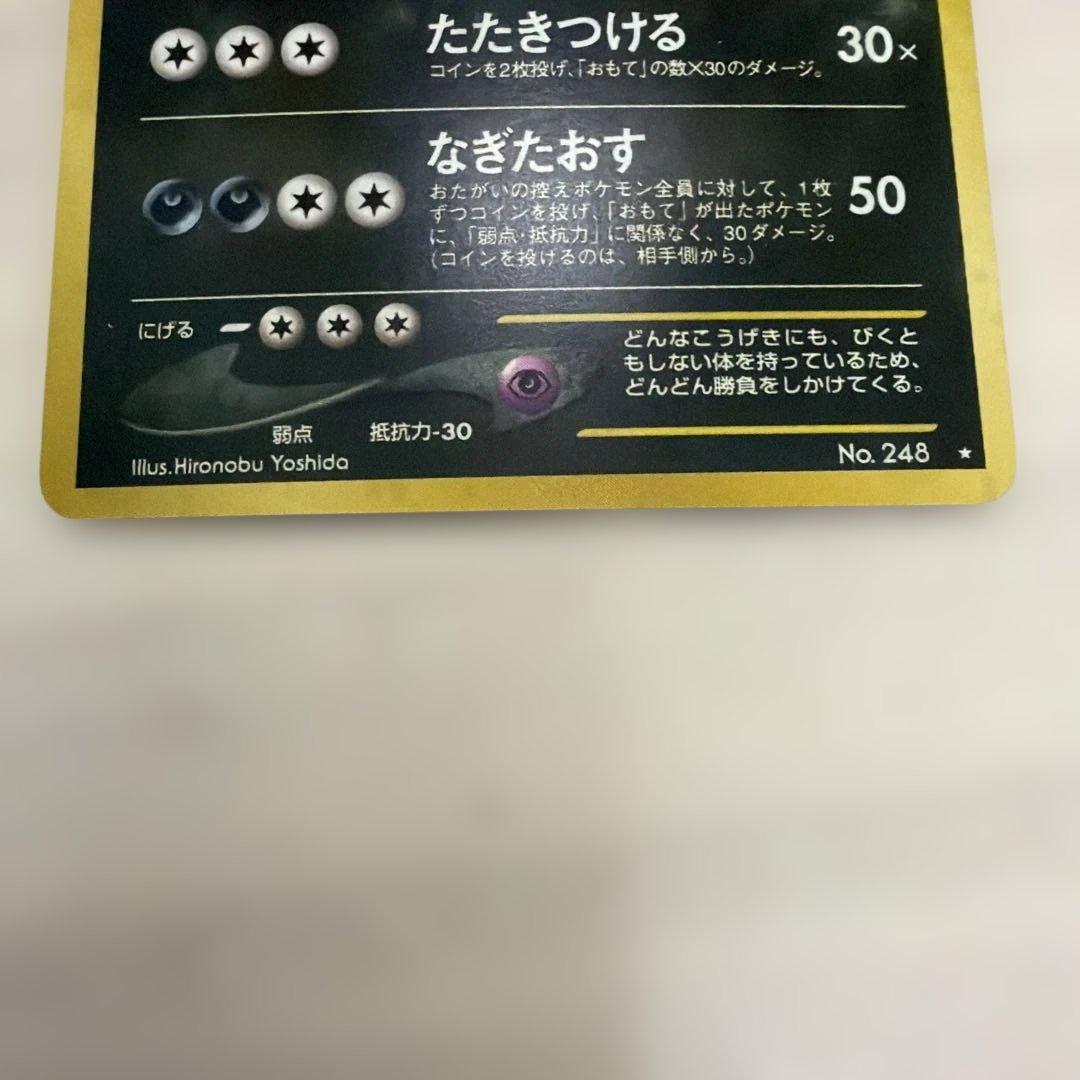 たたきつける 30×
コインを2枚投げ、「おもて」の数×30のダメージ。
なぎたおす
おたがいの控えポケモン全員に対して、1枚
ずつコインを投げ、「おもて」が出たポケモン
に、「弱点・抵抗力」に関係なく、30ダメージ。
(コインを投げるのは、相手側から。)
50
にげる
どんなこうげきにも、びくと
もしない体を持っているため、
どんどん勝負をしかけてくる。
弱点 抵抗力-30
Illus.Hironobu Yoshida
No. 248 ★